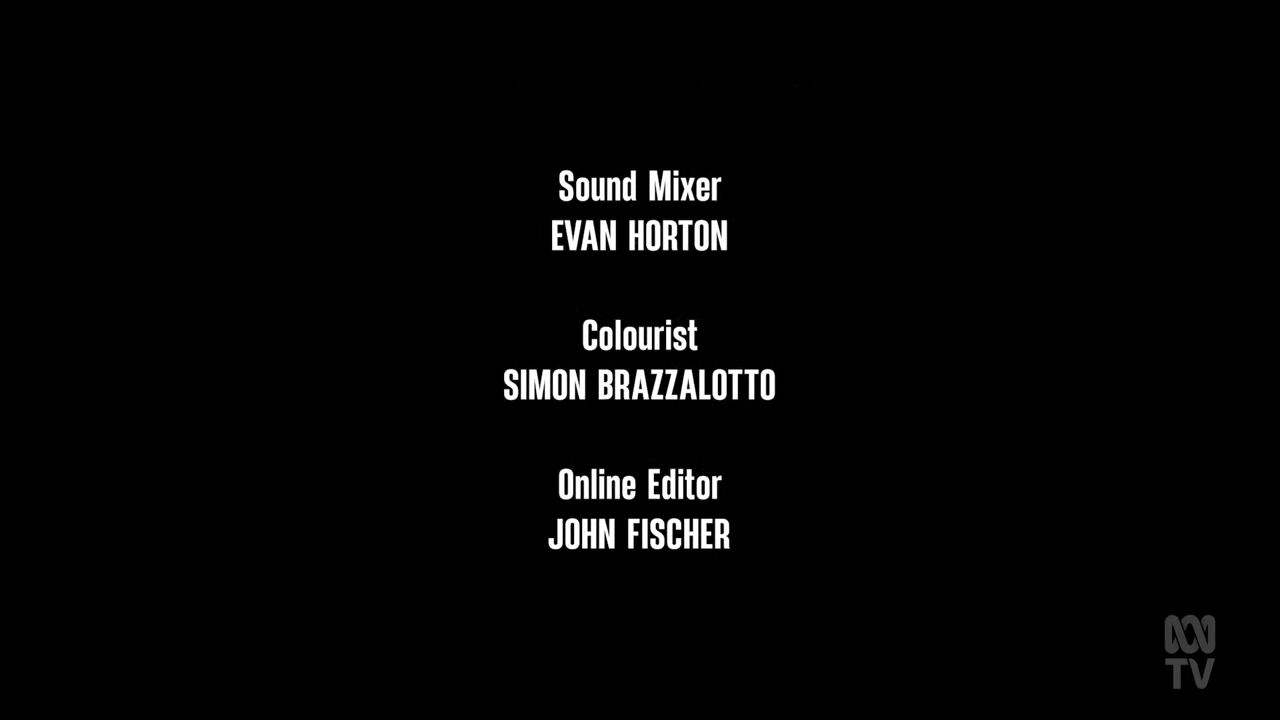 Sound Mixer
EVAN HORTON
Colourist
SIMON BRAZZALOTTO
Online Editor
JOHN FISCHER
TV